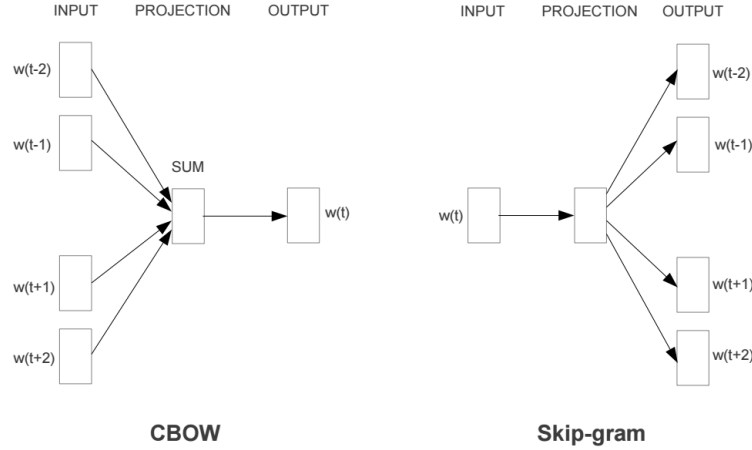 INPUT PROJECTION OUTPUT
w(t-2)
w(t-1)
SUM
w(t)
w(t+1)
w(t+2)
CBOW
INPUT PROJECTION OUTPUT
w(t-2)
w(t-1)
w(t)
w(t+1)
w(t+2)
Skip-gram